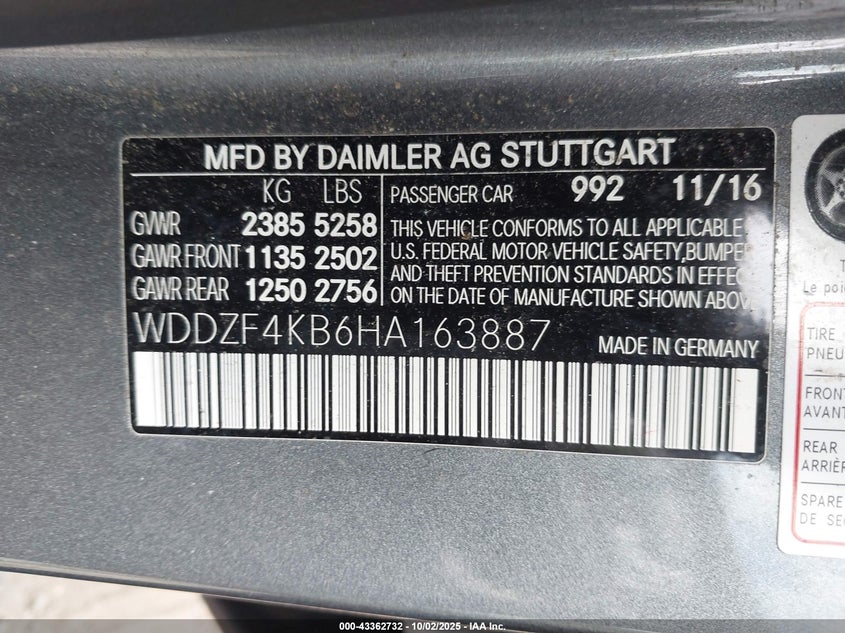 MFD BY DAIMLER AG STUTTGART
KG LBS
GVWR 2385 5258
GAWR FRONT 1135 2502
GAWR REAR 1250 2756
PASSENGER CAR 992 11/16
THIS VEHICLE CONFORMS TO ALL APPLICABLE
U.S. FEDERAL MOTOR VEHICLE SAFETY,BUMPE
AND THEFT PREVENTION STANDARDS IN EFFEC
ON THE DATE OF MANUFACTURE SHOWN ABOV
WDDZF4KB6HA163887
MADE IN GERMANY
T
Le poi
TIRE
PNEU
FRONT
AVANT
REAR
ARRIÈR
SPARE
DE SEC
000-43362732 - 10/02/2025 - IAA Inc.